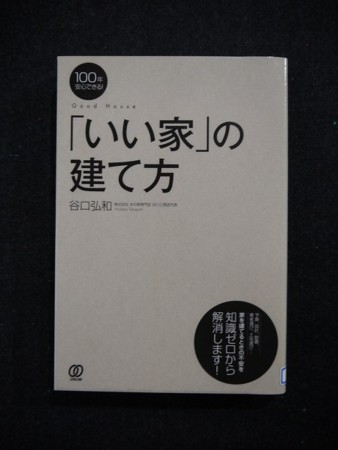 100年
安心できる!
Good House
「いい家」の
建て方
谷口弘和
家を建てるときの不安を
知識ゼロから
解消します!